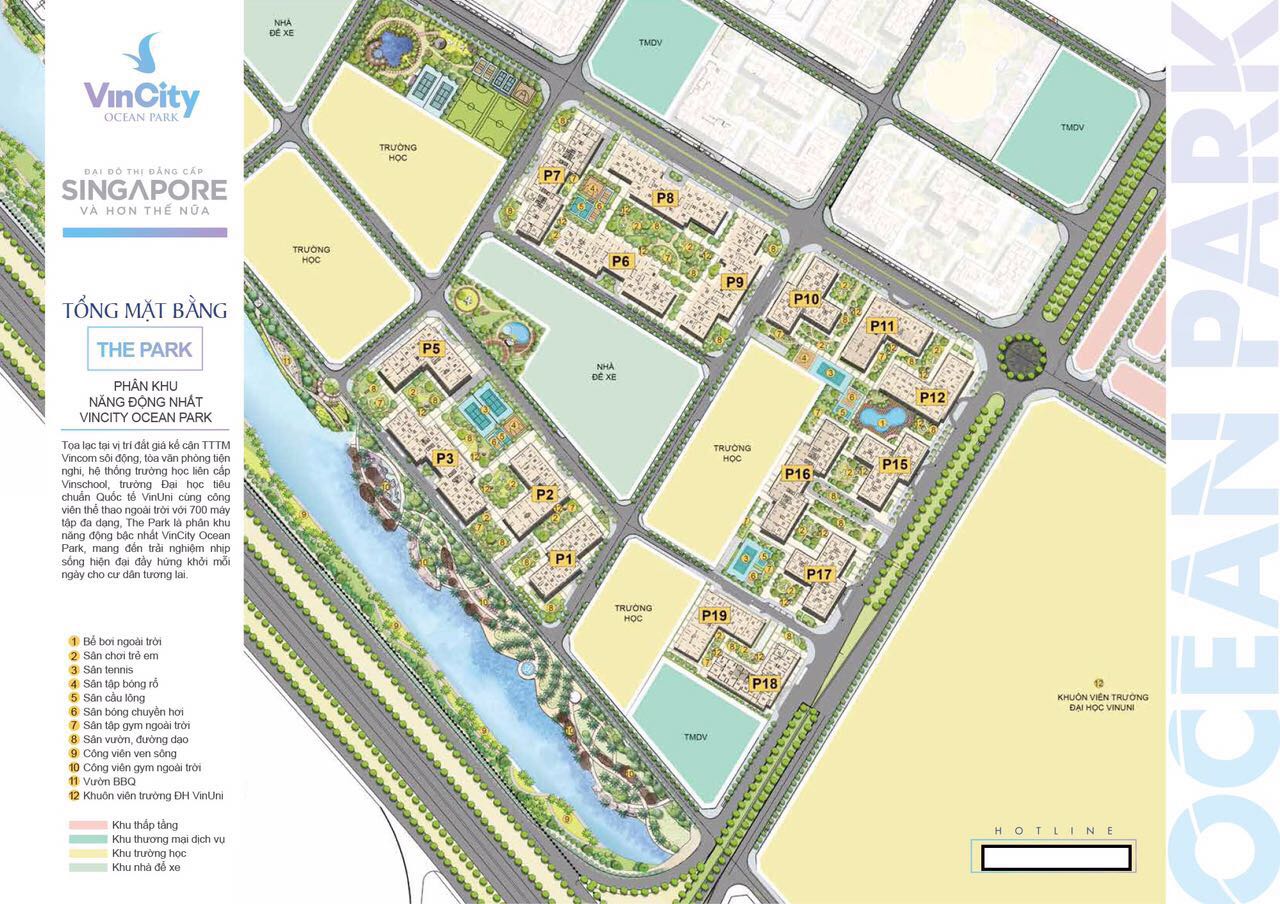 VINCITY
OCEAN PARK
ĐẠI ĐÔ THỊ ĐẲNG CẤP
SINGAPORE
VÀ HƠN THẾ NỮA
TỔNG MẶT BẰNG
THE PARK
PHÂN KHU
NĂNG ĐỘNG NHẤT
VINCITY OCEAN PARK
Tọa lạc tại vị trí đất giá kế cận TTTM
Vincom sôi động, tòa văn phòng tiện
nghi, hệ thống trường học liên cấp
Vinschool, trường Đại học tiêu
chuẩn Quốc tế VinUni cùng công
viên thể thao ngoài trời với 700 máy
tập đa dạng, The Park là phân khu
năng động bậc nhất VinCity Ocean
Park, mang đến trải nghiệm nhịp
sống hiện đại đầy hứng khởi mỗi
ngày cho cư dân tương lai.
1 Bể bơi ngoài trời
2 Sân chơi trẻ em
3 Sân tennis
4 Sân tập bóng rổ
5 Sân cầu lông
6 Sân bóng chuyền hơi
7 Sân tập gym ngoài trời
8 Sân vườn, đường dạo
9 Công viên ven sông
10 Công viên gym ngoài trời
11 Vườn BBQ
12 Khuôn viên trường ĐH VinUni
Khu thấp tầng
Khu thương mại dịch vụ
Khu trường học
Khu nhà để xe
NHÀ
ĐỂ XE
TMDV
TMDV
TRƯỜNG
HỌC
TRƯỜNG
HỌC
P7
P8
P6
P9
P10
P11
P12
P5
NHÀ
ĐỂ XE
P3
P2
P1
TRƯỜNG
HỌC
P16
P15
P17
TRƯỜNG
HỌC
P19
P18
TMDV
12
KHUÔN VIÊN TRƯỜNG
ĐẠI HỌC VINUNI
HOTLINE
OCEAN PARK